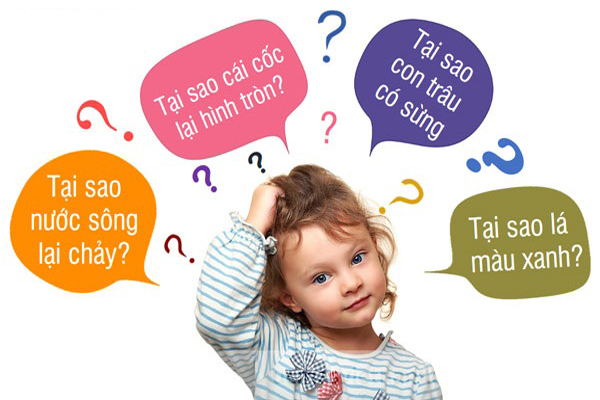 Tại sao
nước sông
lại chảy?
Tại sao cái cốc
lại hình tròn?
Tại sao
con trâu
có sừng
Tại sao lá
màu xanh?